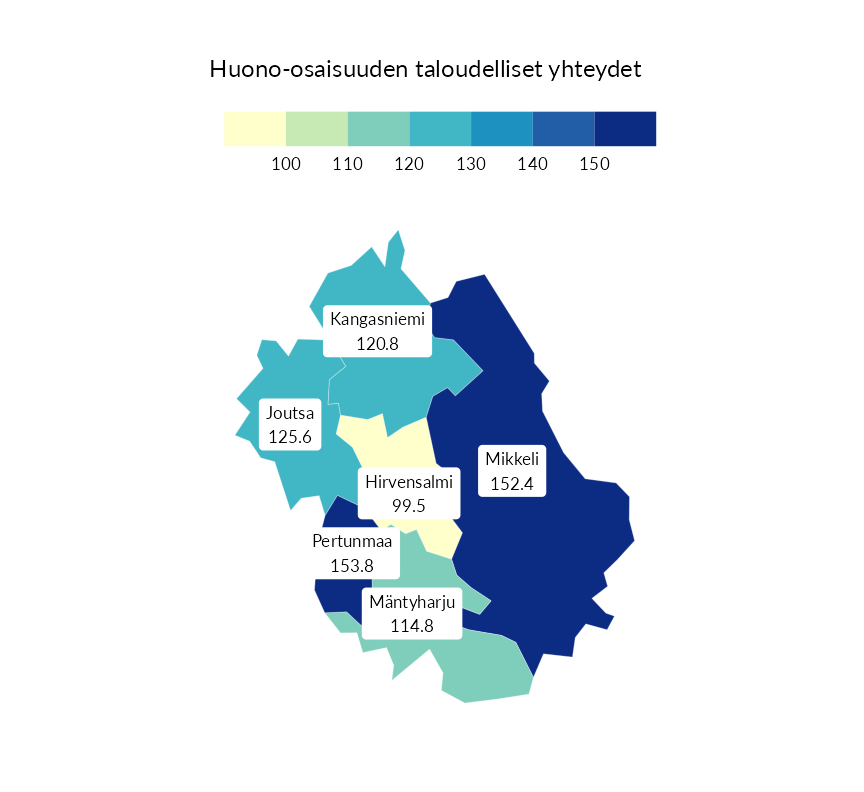 Huono-osaisuuden taloudelliset yhteydet
100 110 120 130 140 150
Kangasniemi
120.8
Joutsa
125.6
Mikkeli
152.4
Hirvensalmi
99.5
Pertunmaa
153.8
Mäntyharju
114.8